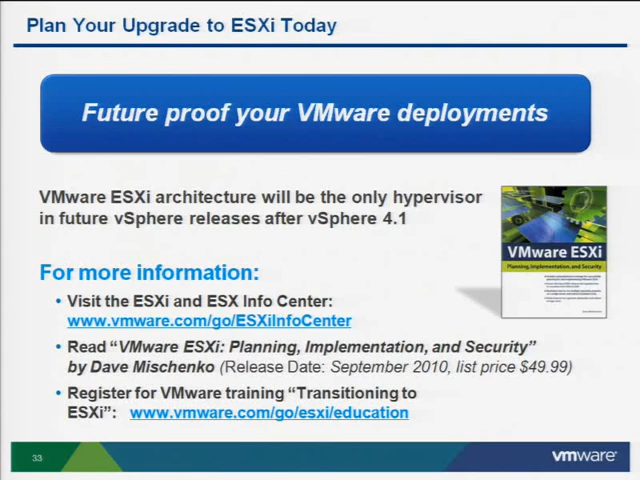 Plan Your Upgrade to ESXi Today
Future proof your VMware deployments
VMware ESXi architecture will be the only hypervisor
in future vSphere releases after vSphere 4.1
VMware ESXi
Planning, Implementation, and Security
For more information:
• Visit the ESXi and ESX Info Center:
www.vmware.com/go/ESXiInfoCenter
• Read “VMware ESXi: Planning, Implementation, and Security”
by Dave Mischenko (Release Date: September 2010, list price $49.99)
• Register for VMware training “Transitioning to
ESXi”: www.vmware.com/go/esxi/education
33
vmware®